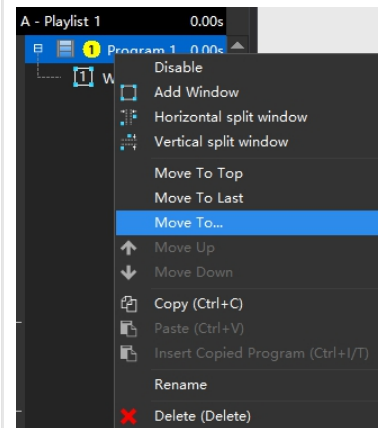 A - Playlist 1 0.00s
1 Program 1 0.00s
1 W
Disable
Add Window
Horizontal split window
Vertical split window
Move To Top
Move To Last
Move To...
Move Up
Move Down
Copy (Ctrl+C)
Paste (Ctrl+V)
Insert Copied Program (Ctrl+I/T)
Rename
Delete (Delete)